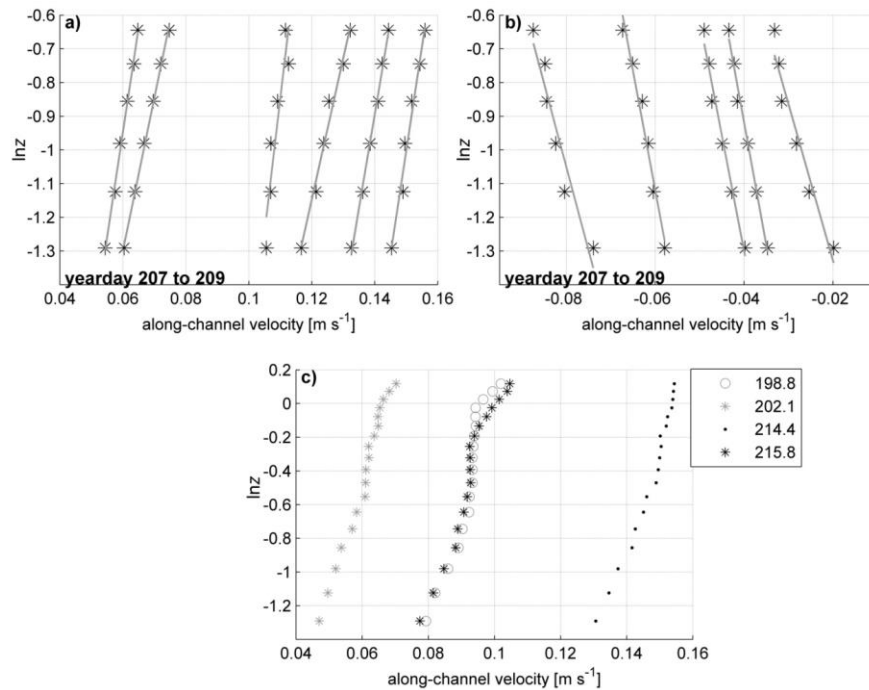 a)
-0.6
-0.7
-0.8
-0.9
-1
-1.1
-1.2
-1.3
lnz
yearday 207 to 209
0.04 0.06 0.08 0.1 0.12 0.14 0.16
along-channel velocity [m s⁻¹]
b)
-0.6
-0.7
-0.8
-0.9
-1
-1.1
-1.2
-1.3
lnz
yearday 207 to 209
-0.08 -0.06 -0.04 -0.02
along-channel velocity [m s⁻¹]
c)
0.2
0
-0.2
-0.4
-0.6
-0.8
-1
-1.2
lnz
0.04 0.06 0.08 0.1 0.12 0.14 0.16
along-channel velocity [m s⁻¹]
198.8
202.1
214.4
215.8